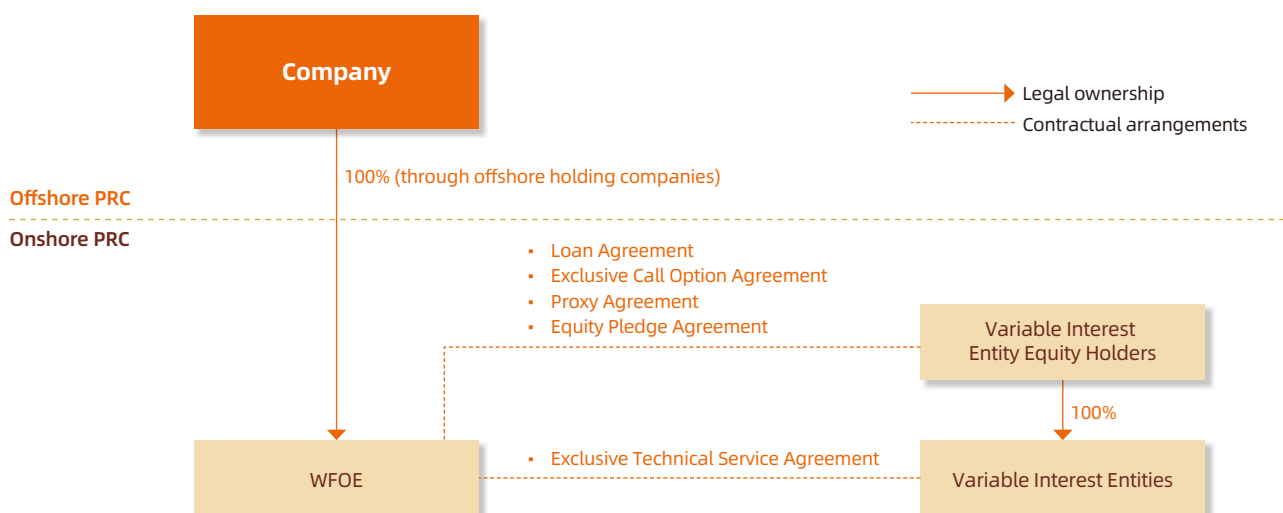 Company
Legal ownership
Contractual arrangements
100% (through offshore holding companies)
Offshore PRC
Onshore PRC
• Loan Agreement
• Exclusive Call Option Agreement
• Proxy Agreement
• Equity Pledge Agreement
Variable Interest
Entity Equity Holders
100%
• Exclusive Technical Service Agreement
WFOE
Variable Interest Entities